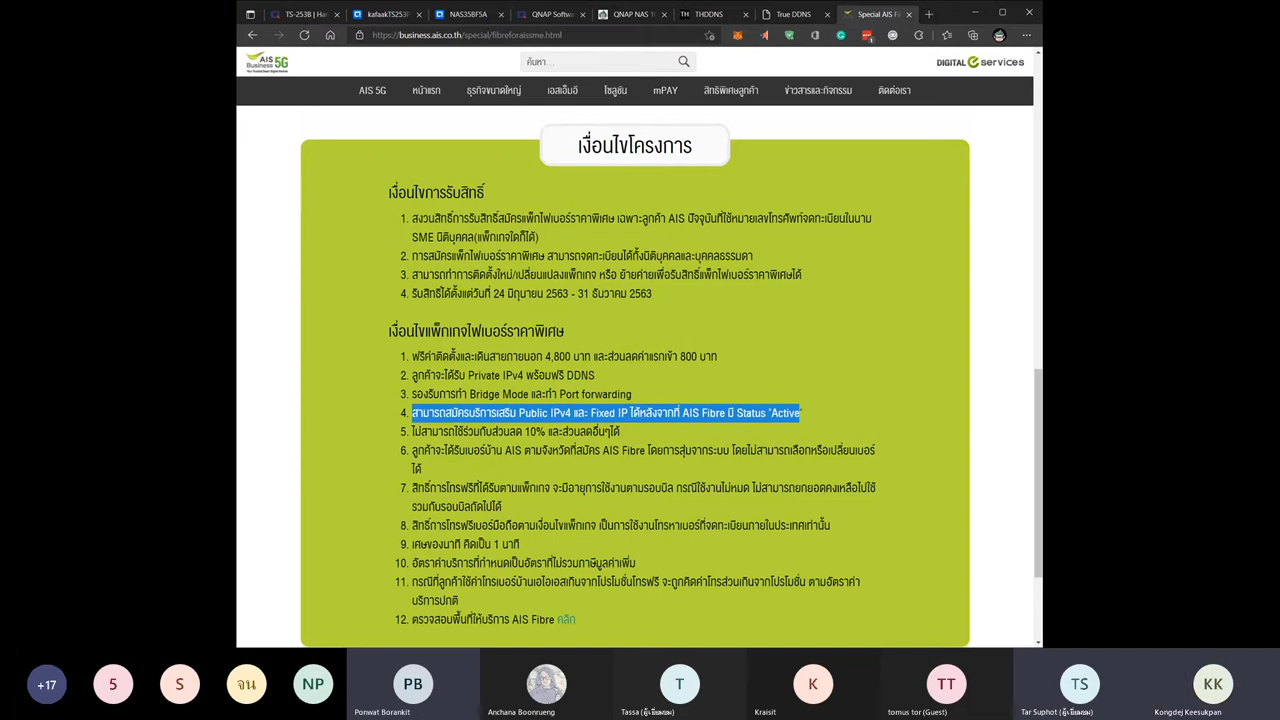 TS-253B | Har
kafaakTS253F
NAS35BF5A
QNAP Softw
QNAP NAS 1
THDDNS
True DDNS
Special AIS F
https://business.ais.co.th/special/fibreforaissme.html
AIS Business 5G
ค้นหา...
DIGITAL e services
AIS 5G หน้าแรก ธุรกิจขนาดใหญ่ เอสเอ็มอี โซลูชัน mPAY สิทธิพิเศษลูกค้า ข่าวสารและกิจกรรม ติดต่อเรา
เงื่อนไขโครงการ
เงื่อนไขการรับสิทธิ์
1. สงวนสิทธิ์การรับสิทธิ์สมัครแพ็กไฟเบอร์ราคาพิเศษ เฉพาะลูกค้า AIS ปัจจุบันที่ใช้หมายเลขโทรศัพท์จดทะเบียนในนาม
SME นิติบุคคล(แพ็กเกจใดก็ได้)
2. การสมัครแพ็กไฟเบอร์ราคาพิเศษ สามารถจดทะเบียนได้ทั้งนิติบุคคลและบุคคลธรรมดา
3. สามารถทำการติดตั้งใหม่/เปลี่ยนแปลงแพ็กเกจ หรือ ย้ายค่ายเพื่อรับสิทธิ์แพ็กไฟเบอร์ราคาพิเศษได้
4. รับสิทธิ์ได้ตั้งแต่วันที่ 24 มิถุนายน 2563 - 31 ธันวาคม 2563
เงื่อนไขแพ็กเกจไฟเบอร์ราคาพิเศษ
1. ฟรีค่าติดตั้งและเดินสายภายนอก 4,800 บาท และส่วนลดค่าแรกเข้า 800 บาท
2. ลูกค้าจะได้รับ Private IPv4 พร้อมฟรี DDNS
3. รองรับการทำ Bridge Mode และทำ Port forwarding
4. สามารถสมัครบริการเสริม Public IPv4 และ Fixed IP ได้หลังจากที่ AIS Fibre มี Status "Active"
5. ไม่สามารถใช้ร่วมกับส่วนลด 10% และส่วนลดอื่นๆได้
6. ลูกค้าจะได้รับเบอร์บ้าน AIS ตามจังหวัดที่สมัคร AIS Fibre โดยการสุ่มจากระบบ โดยไม่สามารถเลือกหรือเปลี่ยนเบอร์
ได้
7. สิทธิ์การโทรฟรีที่ได้รับตามแพ็กเกจ จะมีอายุการใช้งานตามรอบบิล กรณีใช้งานไม่หมด ไม่สามารถยกยอดคงเหลือไปใช้
รวมกับรอบบิลถัดไปได้
8. สิทธิ์การโทรฟรีเบอร์มือถือตามเงื่อนไขแพ็กเกจ เป็นการใช้งานโทรหาเบอร์ที่จดทะเบียนภายในประเทศเท่านั้น
9. เศษของนาที คิดเป็น 1 นาที
10. อัตราค่าบริการที่กำหนดเป็นอัตราที่ไม่รวมภาษีมูลค่าเพิ่ม
11. กรณีที่ลูกค้าใช้ค่าโทรเบอร์บ้านเอไอเอสเกินจากโปรโมชั่นโทรฟรี จะถูกคิดค่าโทรส่วนเกินจากโปรโมชั่น ตามอัตราค่า
บริการปกติ
12. ตรวจสอบพื้นที่ให้บริการ AIS Fibre คลิก
+17 5 S จน NP PB T K TT TS KK
Ponwat Borankit
Anchana Boonrueng
Tassa (ผู้เยี่ยมชม)
Kraisit
tomus tor (Guest)
Tar Suphot (ผู้เยี่ยมชม)
Kongdej Keesukpan